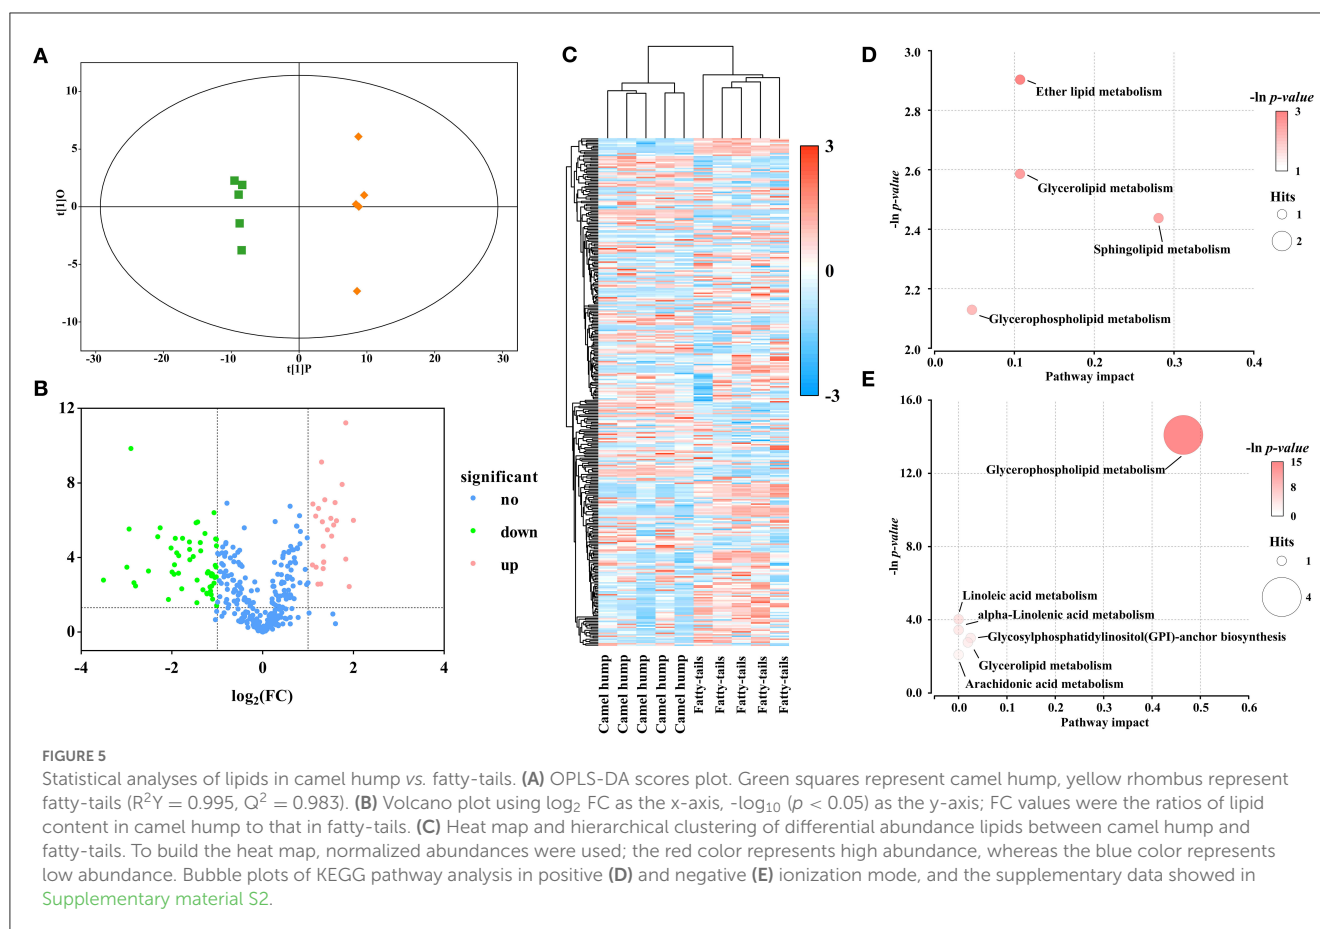 A
10
5
0
-5
-10
t[1]O
-30
-20
-10
0
10
20
30
t[1]P
B
12
8
4
0
-4
-2
0
2
4
log2(FC)
significant
no
down
up
C
3
0
-3
Camel hump
Camel hump
Camel hump
Camel hump
Camel hump
Fatty-tails
Fatty-tails
Fatty-tails
Fatty-tails
Fatty-tails
D
3.0
2.8
2.6
2.4
2.2
2.0
-ln p-value
Ether lipid metabolism
Glycerolipid metabolism
Sphingolipid metabolism
Glycerophospholipid metabolism
0.0
0.1
0.2
0.3
0.4
Pathway impact
-ln p-value
3
1
Hits
1
2
E
16.0
12.0
8.0
4.0
0.0
-ln p-value
Glycerophospholipid metabolism
Linoleic acid metabolism
alpha-Linolenic acid metabolism
Glycosylphosphatidylinositol(GPI)-anchor biosynthesis
Glycerolipid metabolism
Arachidonic acid metabolism
0.0
0.1
0.2
0.3
0.4
0.5
0.6
Pathway impact
-ln p-value
15
8
0
Hits
1
4
FIGURE 5
Statistical analyses of lipids in camel hump vs. fatty-tails. (A) OPLS-DA scores plot. Green squares represent camel hump, yellow rhombus represent
fatty-tails (R²Y = 0.995, Q² = 0.983). (B) Volcano plot using log₂ FC as the x-axis, -log₁₀ (p < 0.05) as the y-axis; FC values were the ratios of lipid
content in camel hump to that in fatty-tails. (C) Heat map and hierarchical clustering of differential abundance lipids between camel hump and
fatty-tails. To build the heat map, normalized abundances were used; the red color represents high abundance, whereas the blue color represents
low abundance. Bubble plots of KEGG pathway analysis in positive (D) and negative (E) ionization mode, and the supplementary data showed in
Supplementary material S2.